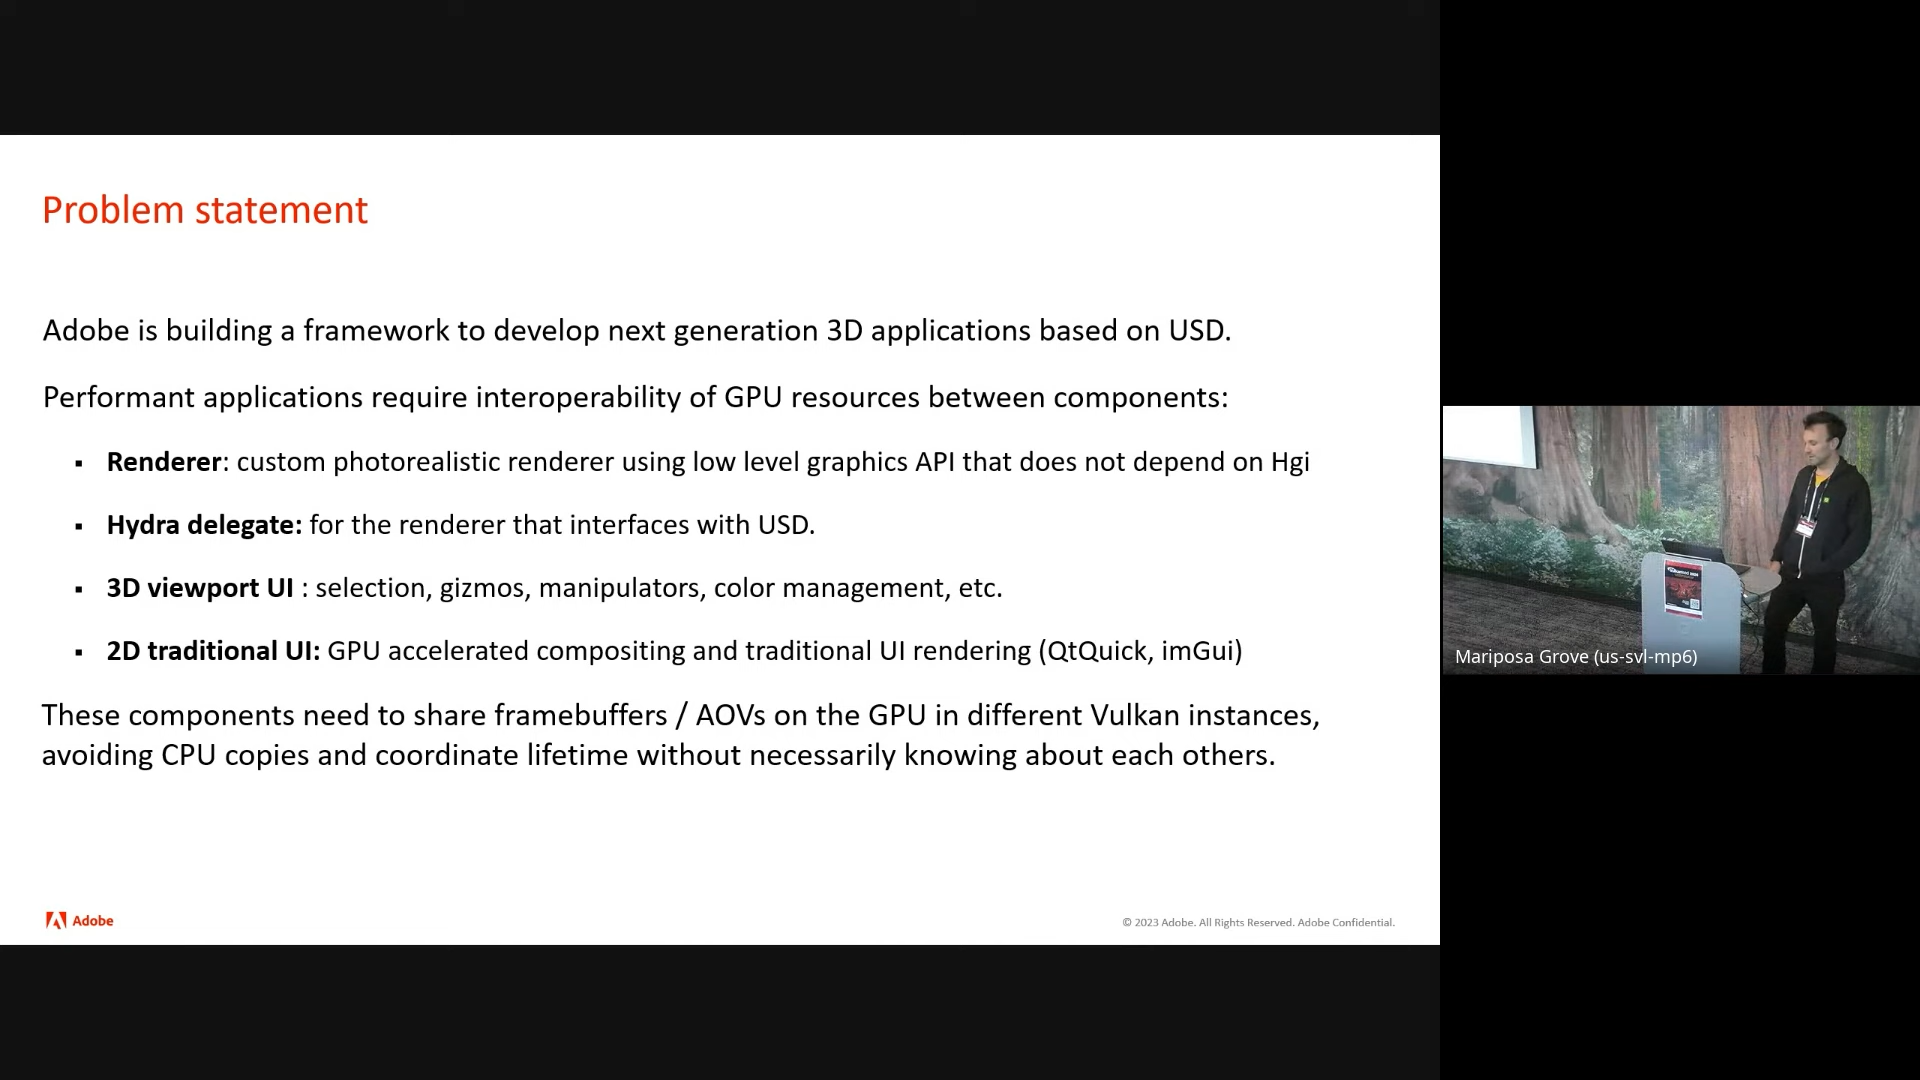 Problem statement
Adobe is building a framework to develop next generation 3D applications based on USD.
Performant applications require interoperability of GPU resources between components:
▪ Renderer: custom photorealistic renderer using low level graphics API that does not depend on Hgi
▪ Hydra delegate: for the renderer that interfaces with USD.
▪ 3D viewport UI : selection, gizmos, manipulators, color management, etc.
▪ 2D traditional UI: GPU accelerated compositing and traditional UI rendering (QtQuick, imGui)
These components need to share framebuffers / AOVs on the GPU in different Vulkan instances,
avoiding CPU copies and coordinate lifetime without necessarily knowing about each others.
Adobe
© 2023 Adobe. All Rights Reserved. Adobe Confidential.
Mariposa Grove (us-svl-mp6)